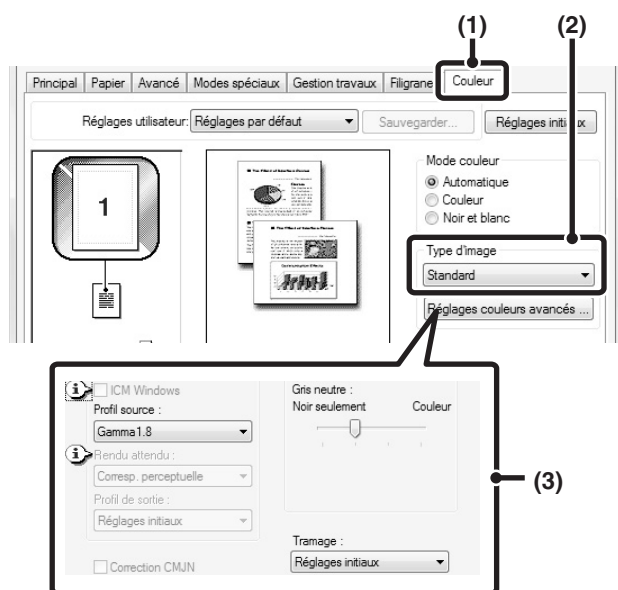 (1) (2)
Principal Papier Avancé Modes spéciaux Gestion travaux Filigrane Couleur
Réglages utilisateur: Réglages par défaut Sauvegarder... Réglages initiaux
Mode couleur
1
Automatique
Couleur
Noir et blanc
Type d'image
Standard
Réglages couleurs avancés ...
ICM Windows
Gris neutre :
Profil source :
Noir seulement Couleur
Gamma1.8
Rendu attendu :
Corresp. perceptuelle
(3)
Profil de sortie :
Réglages initiaux
Tramage :
Correction CMJN
Réglages initiaux